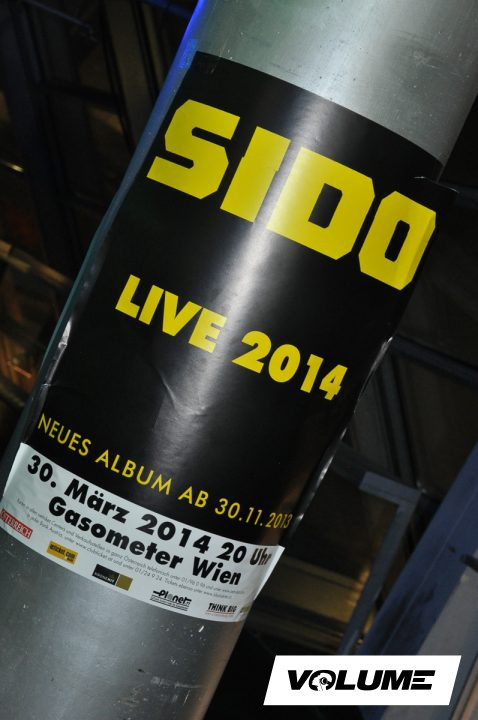 SIDO
LIVE 2014
NEUES ALBUM AB 30.11.2013
30. März 2014 20 Uhr
Gasometer Wien
ÖSTERREICH
Planet
THINK BIG
VOLUME